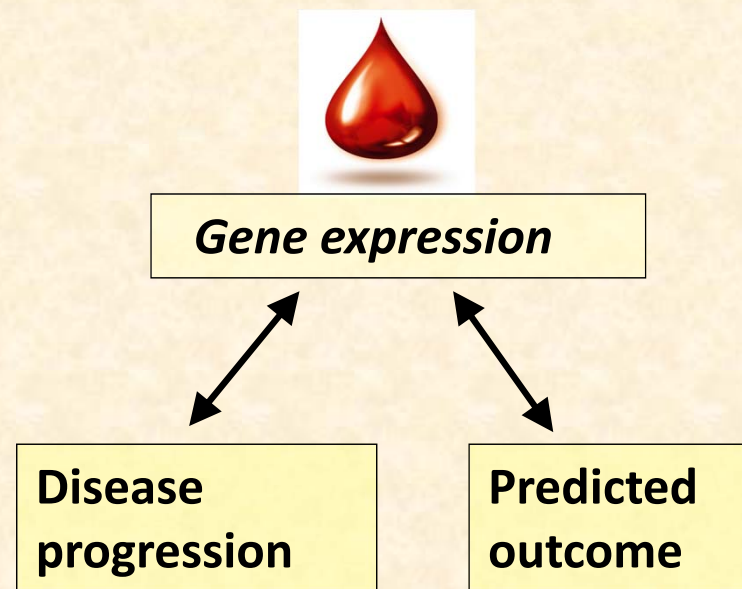 Gene expression
Disease
progression
Predicted
outcome